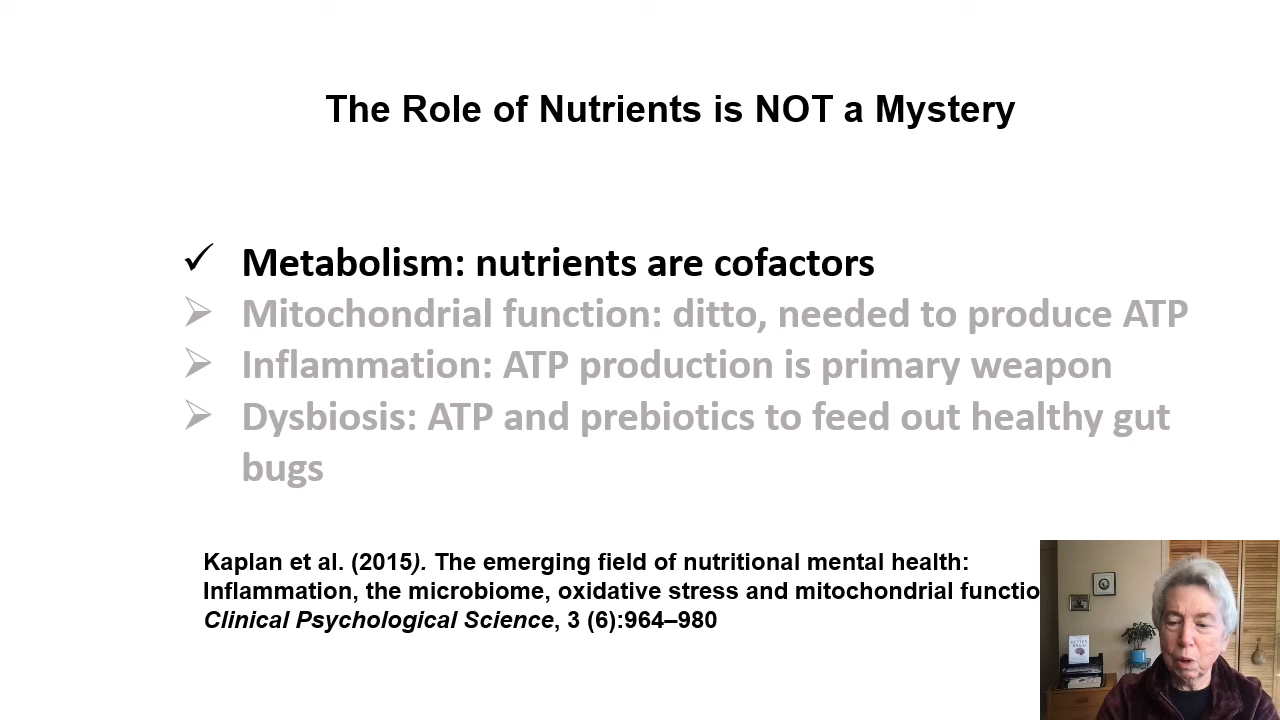 The Role of Nutrients is NOT a Mystery
✓ Metabolism: nutrients are cofactors
➢ Mitochondrial function: ditto, needed to produce ATP
➢ Inflammation: ATP production is primary weapon
➢ Dysbiosis: ATP and prebiotics to feed out healthy gut
bugs
Kaplan et al. (2015). The emerging field of nutritional mental health:
Inflammation, the microbiome, oxidative stress and mitochondrial functio
Clinical Psychological Science, 3 (6):964–980